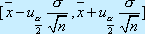 [x̄ − u_{α/2} σ/√n , x̄ + u_{α/2} σ/√n]